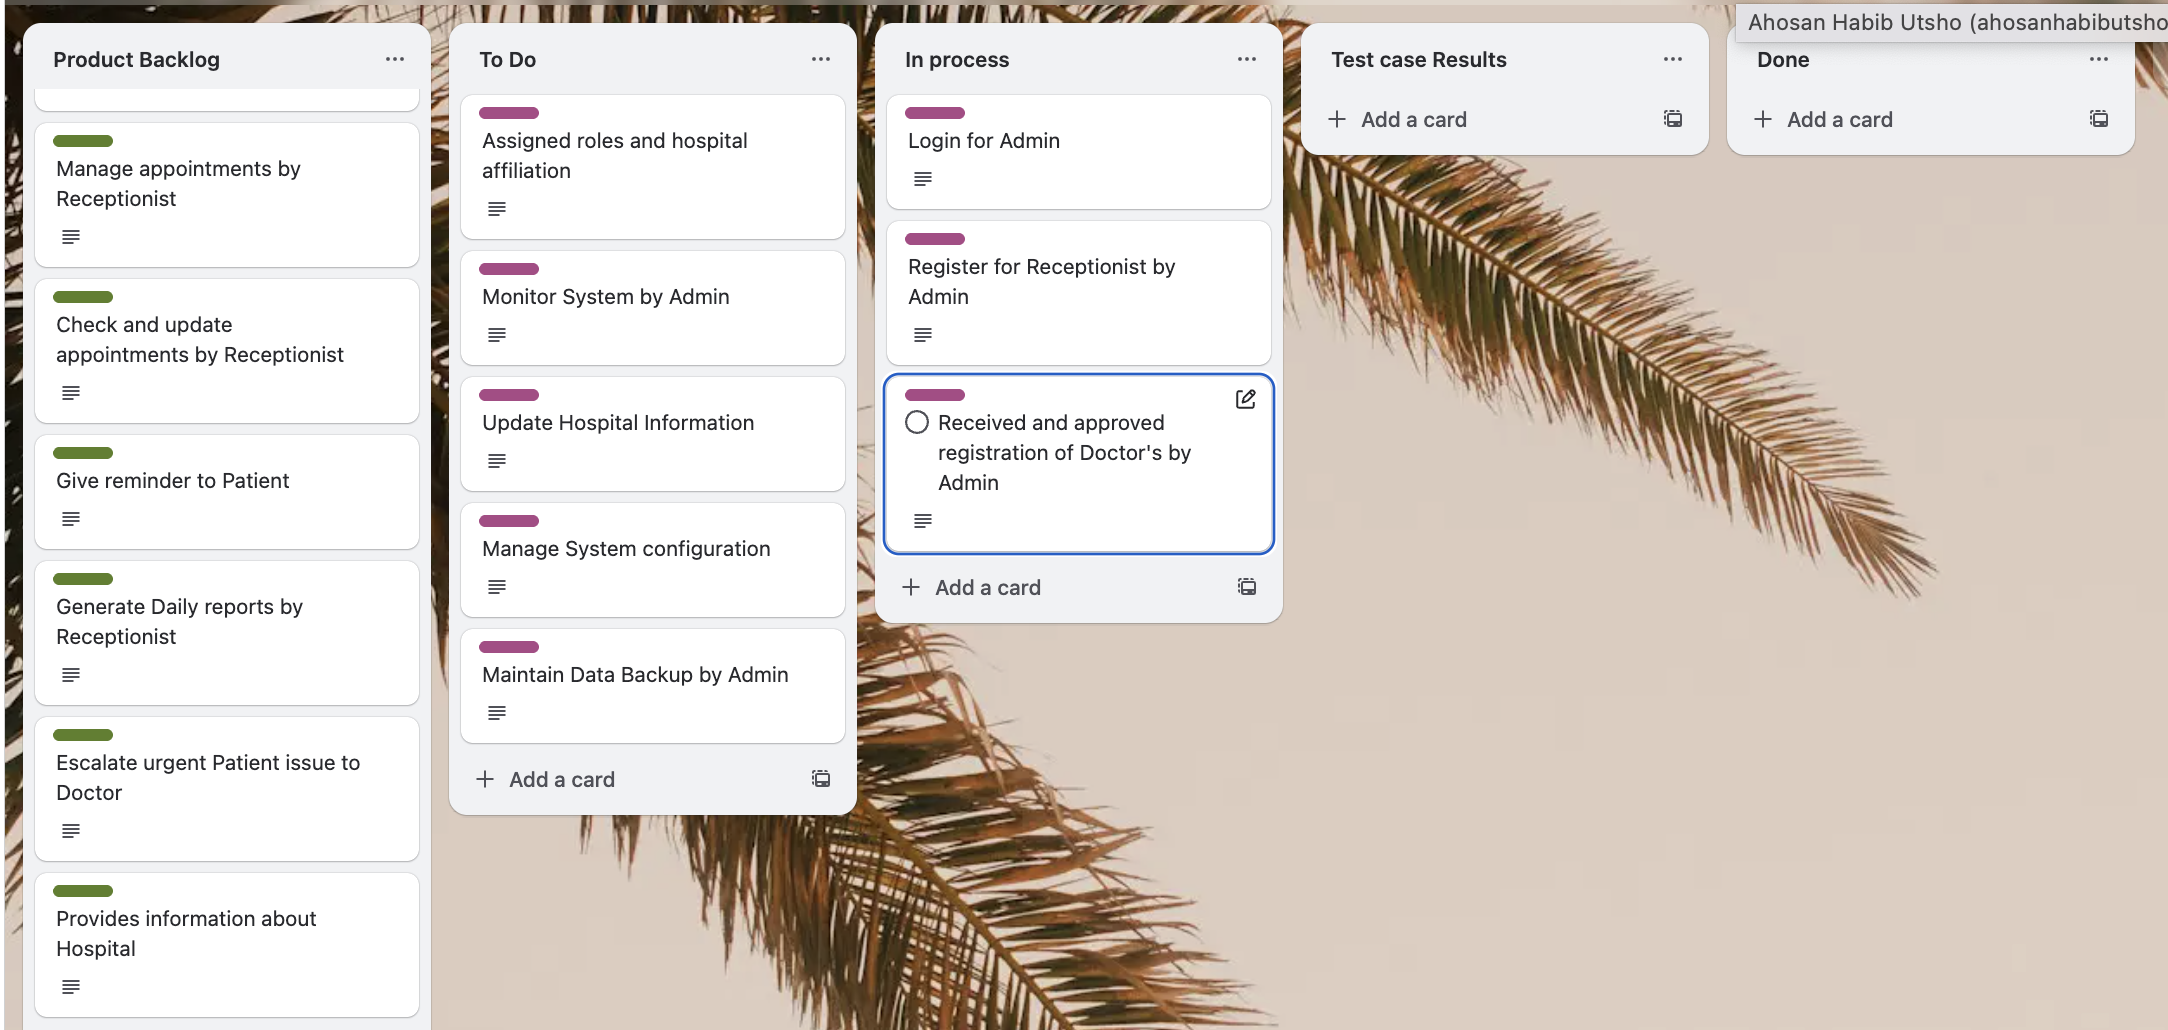 Product Backlog
Manage appointments by
Receptionist
Check and update
appointments by Receptionist
Give reminder to Patient
Generate Daily reports by
Receptionist
Escalate urgent Patient issue to
Doctor
Provides information about
Hospital
To Do
Assigned roles and hospital
affiliation
Monitor System by Admin
Update Hospital Information
Manage System configuration
Maintain Data Backup by Admin
Add a card
In process
Login for Admin
Register for Receptionist by
Admin
Received and approved
registration of Doctor's by
Admin
Add a card
Test case Results
Add a card
Ahosan Habib Utsho (ahosanhabibutsho
Done
Add a card